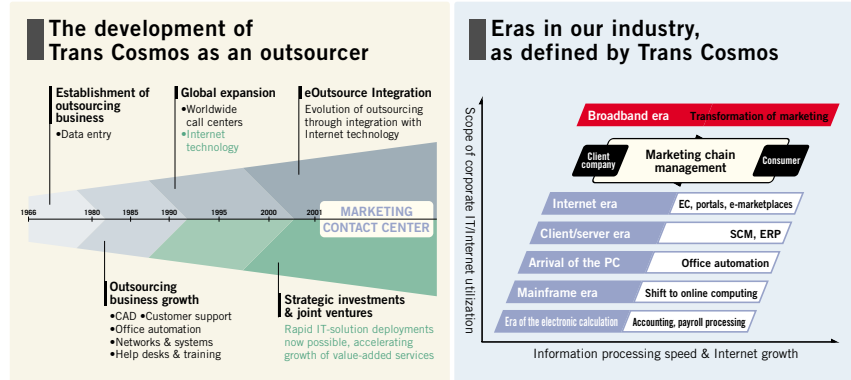 The development of
Trans Cosmos as an outsourcer
Establishment of
outsourcing
business
•Data entry
Global expansion
•Worldwide
call centers
•Internet
technology
eOutsource Integration
Evolution of outsourcing
through integration with
Internet technology
1966
1980
1985
1990
1995
2000
2001
MARKETING
CONTACT CENTER
Outsourcing
business growth
•CAD •Customer support
•Office automation
•Networks & systems
•Help desks & training
Strategic investments
& joint ventures
Rapid IT-solution deployments
now possible, accelerating
growth of value-added services
Eras in our industry,
as defined by Trans Cosmos
Scope of corporate IT/Internet utilization
Broadband era Transformation of marketing
Client
company
Marketing chain
management
Consumer
Internet era EC, portals, e-marketplaces
Client/server era SCM, ERP
Arrival of the PC Office automation
Mainframe era Shift to online computing
Era of the electronic calculation Accounting, payroll processing
Information processing speed & Internet growth